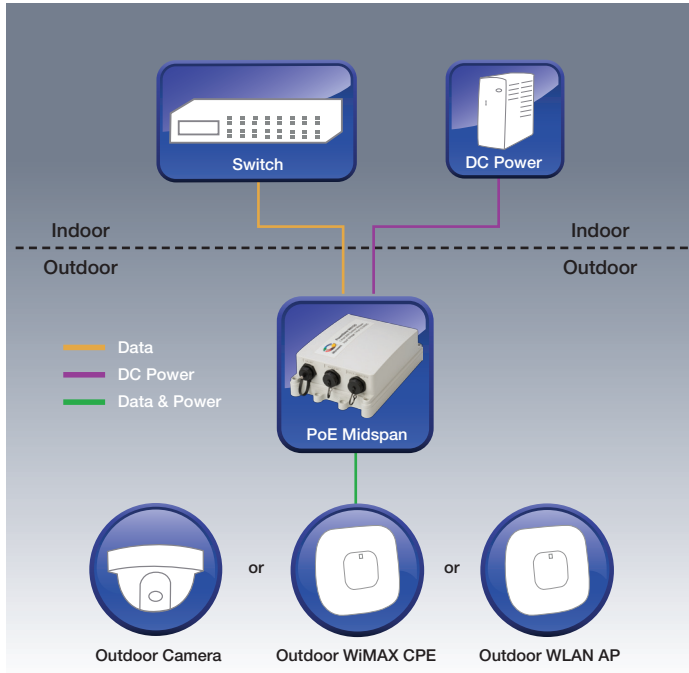 Switch
DC Power
Indoor
Indoor
Outdoor
Outdoor
Data
DC Power
Data & Power
PoE Midspan
or
or
Outdoor Camera
Outdoor WiMAX CPE
Outdoor WLAN AP